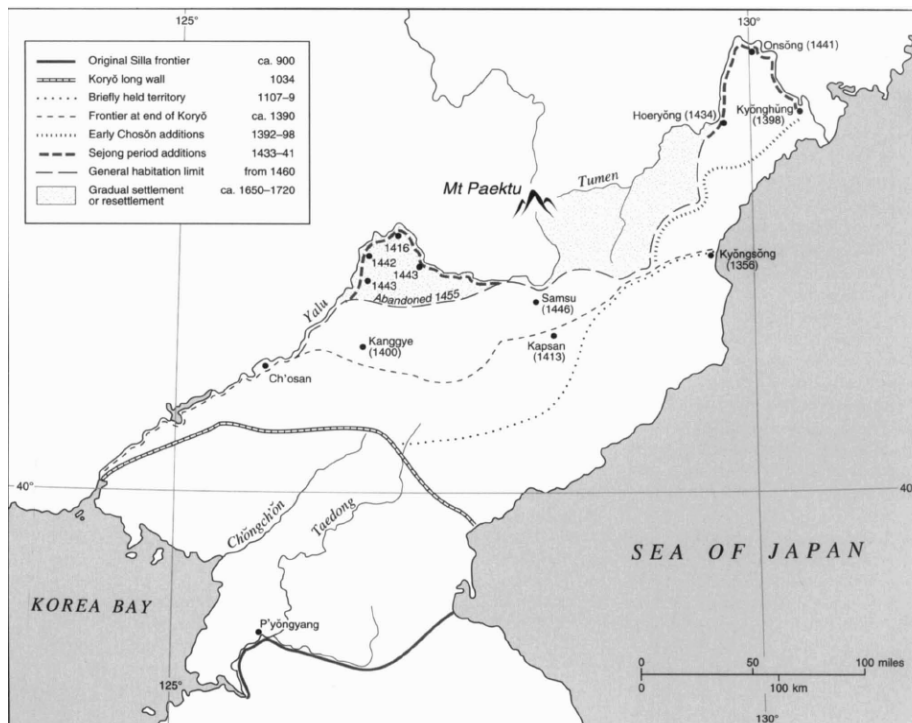 125°
130°
Original Silla frontier ca. 900
Koryŏ long wall 1034
Briefly held territory 1107–9
Frontier at end of Koryŏ ca. 1390
Early Chosŏn additions 1392–98
Sejong period additions 1433–41
General habitation limit from 1460
Gradual settlement ca. 1650–1720
or resettlement
Onsŏng (1441)
Hoeryŏng (1434)
Kyŏnghŭng
(1398)
Tumen
Mt Paektu
1416
1442
1443
1443
Abandoned 1455
Kyŏngsŏng
(1356)
Yalu
Samsu
(1446)
Kanggye
(1400)
Kapsan
(1413)
Ch'osan
40°
40
Chŏngch'ŏn
Taedong
SEA OF JAPAN
KOREA BAY
P'yŏngyang
0 50 100 miles
0 100 km
125°
130°